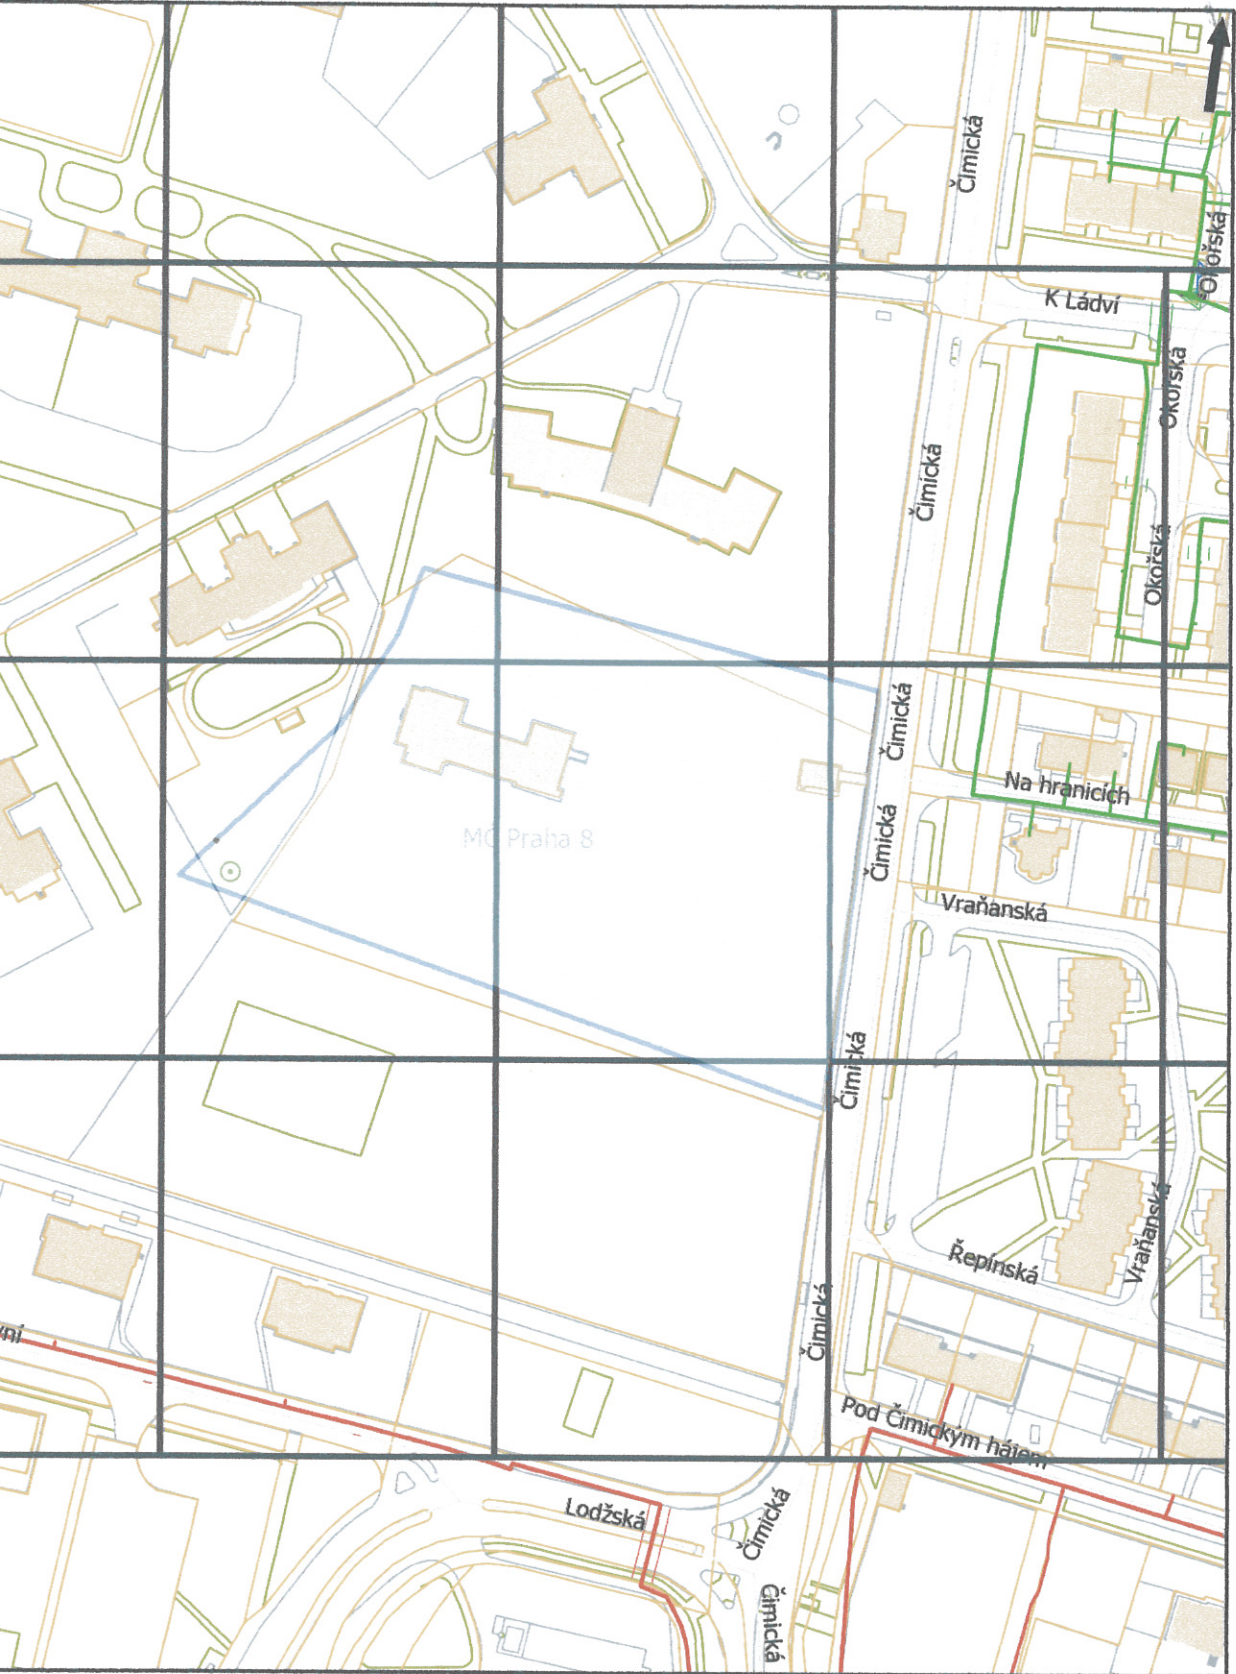 Čimická
Okořská
K Ládví
Okořská
Čimická
Okořská
Čimická
Na hranicích
Čimická
MČ Praha 8
Vraňanská
Čimická
Vraňanská
Řepínská
Čimická
vní
Pod Čimickým hájem
Lodžská
Čimická
Čimická